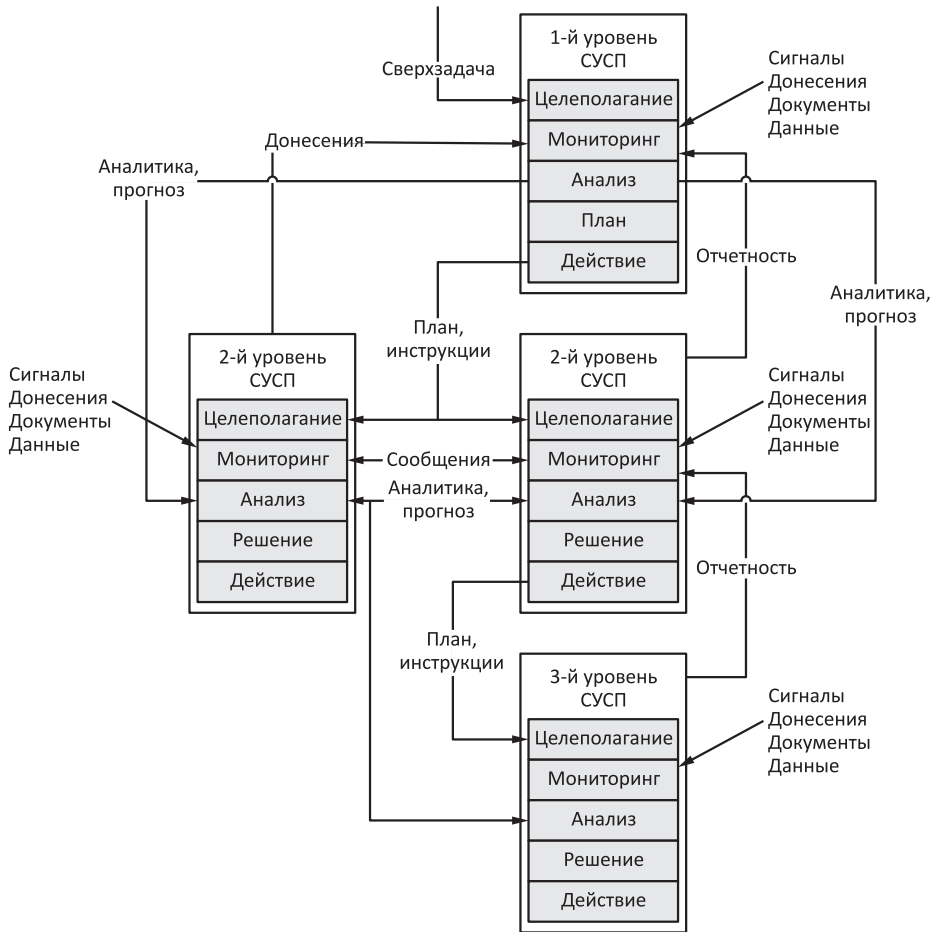 1-й уровень
СУСП
Сверхзадача
Сигналы
Донесения
Документы
Данные
Целеполагание
Мониторинг
Анализ
План
Действие
Донесения
Аналитика,
прогноз
Отчетность
Аналитика,
прогноз
План,
инструкции
2-й уровень
СУСП
Сигналы
Донесения
Документы
Данные
Целеполагание
Мониторинг
Анализ
Решение
Действие
Сообщения
Аналитика,
прогноз
2-й уровень
СУСП
Целеполагание
Мониторинг
Анализ
Решение
Действие
Сигналы
Донесения
Документы
Данные
Отчетность
План,
инструкции
3-й уровень
СУСП
Целеполагание
Мониторинг
Анализ
Решение
Действие
Сигналы
Донесения
Документы
Данные